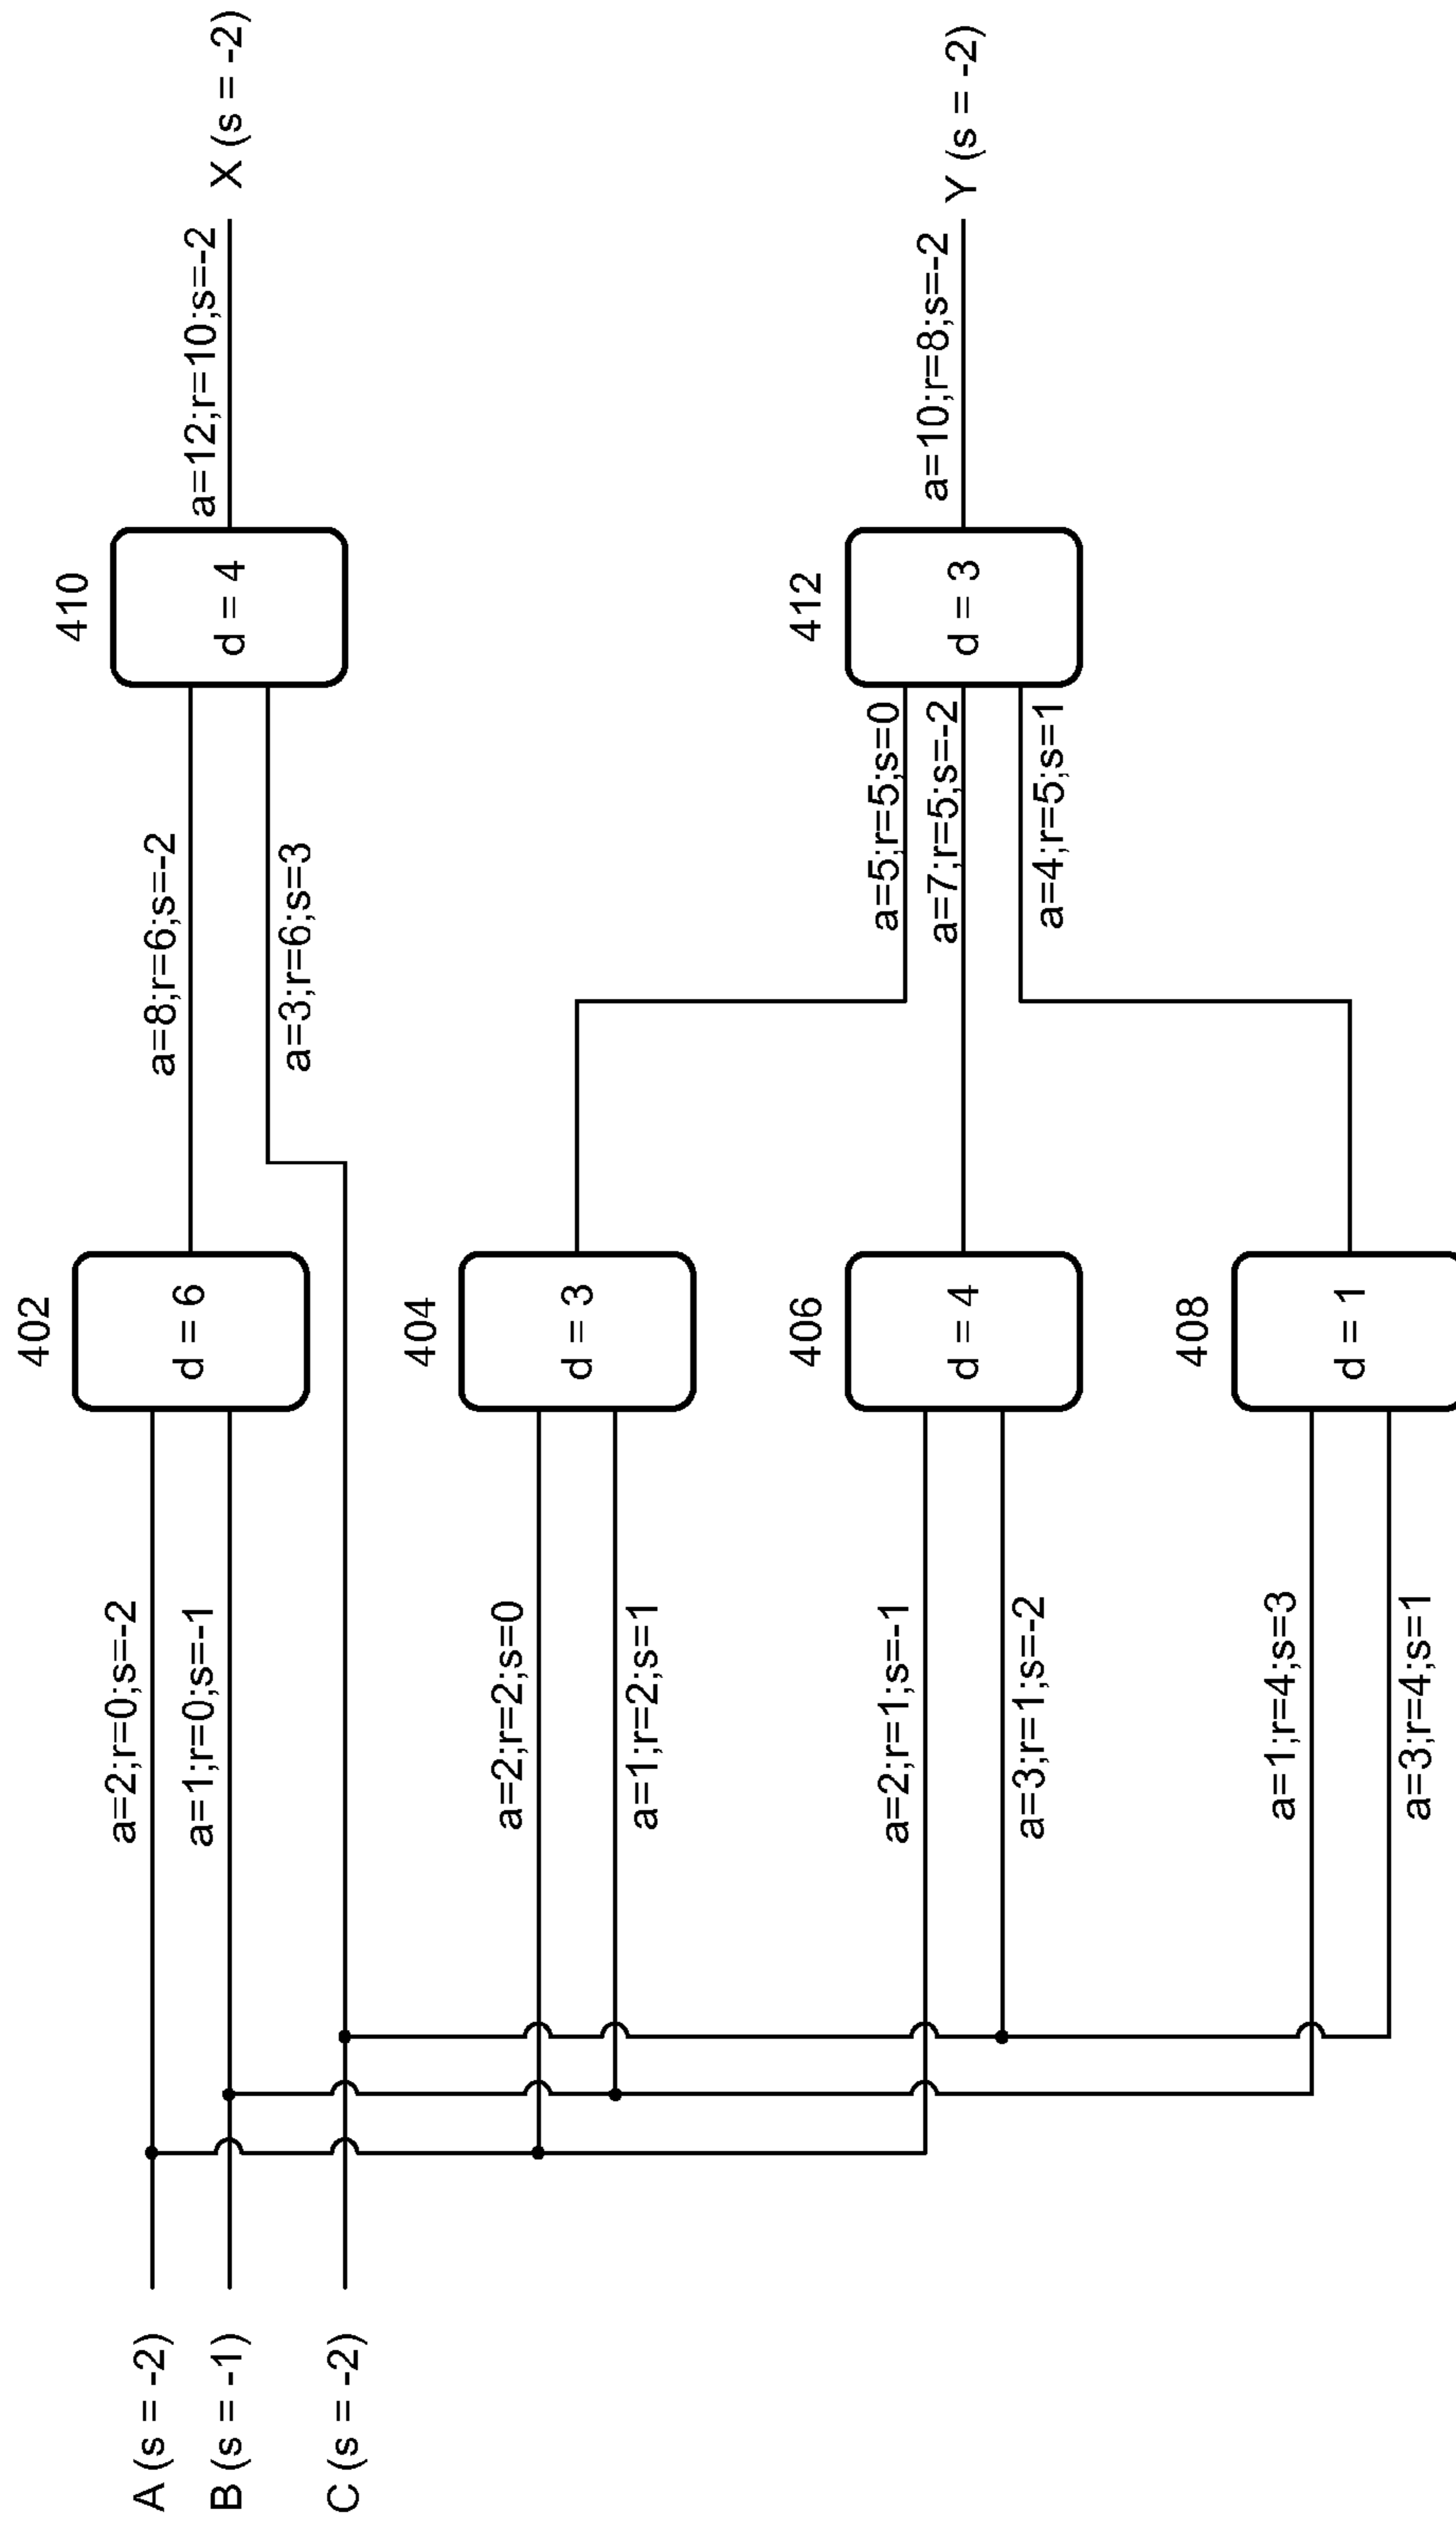 402
d = 6
a=2;r=0;s=-2
a=1;r=0;s=-1
a=8;r=6;s=-2
a=3;r=6;s=3
410
d = 4
a=12;r=10;s=-2
X (s = -2)
A (s = -2)
B (s = -1)
C (s = -2)
404
d = 3
a=2;r=2;s=0
a=1;r=2;s=1
406
d = 4
a=2;r=1;s=-1
a=3;r=1;s=-2
a=5;r=5;s=0
a=7;r=5;s=-2
a=4;r=5;s=1
412
d = 3
a=10;r=8;s=-2
Y (s = -2)
408
d = 1
a=1;r=4;s=3
a=3;r=4;s=1